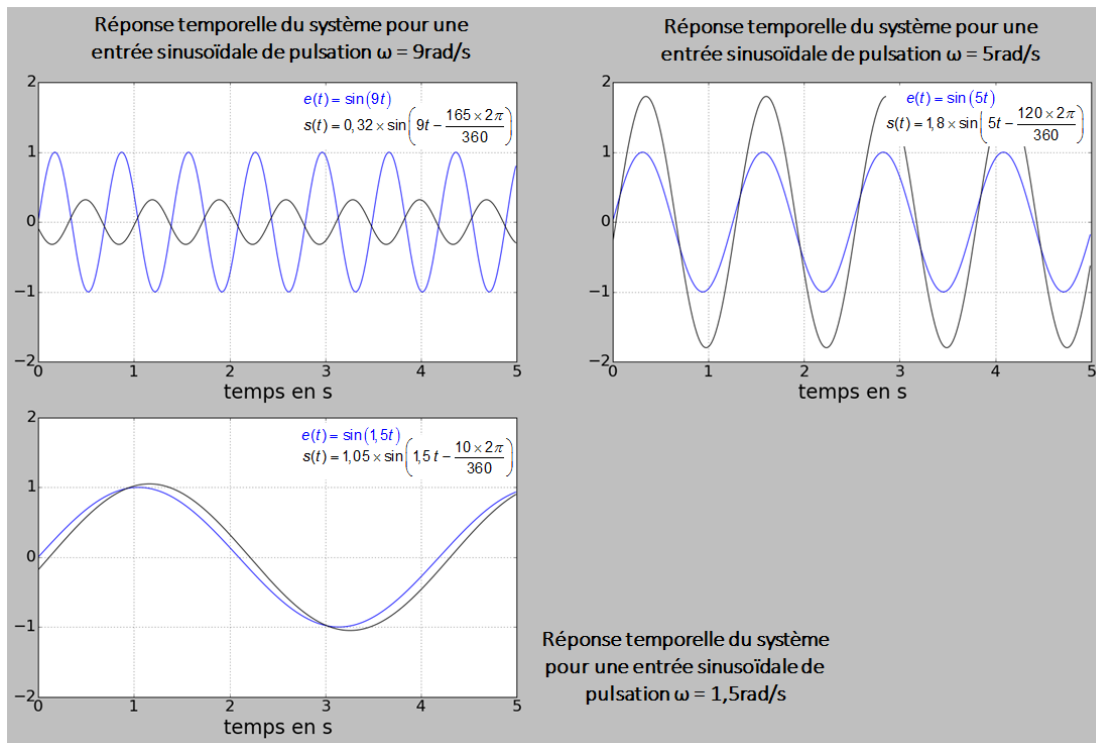 Réponse temporelle du système pour une
entrée sinusoïdale de pulsation ω = 9rad/s
2
1
0
−1
−2
e(t) = sin(9t)
s(t) = 0,32 × sin(9t − 165 × 2π / 360)
0 1 2 3 4 5
temps en s
Réponse temporelle du système pour une
entrée sinusoïdale de pulsation ω = 5rad/s
2
1
0
−1
−2
e(t) = sin(5t)
s(t) = 1,8 × sin(5t − 120 × 2π / 360)
0 1 2 3 4 5
temps en s
2
1
0
−1
−2
e(t) = sin(1,5t)
s(t) = 1,05 × sin(1,5t − 10 × 2π / 360)
0 1 2 3 4 5
temps en s
Réponse temporelle du système
pour une entrée sinusoïdale de
pulsation ω = 1,5rad/s